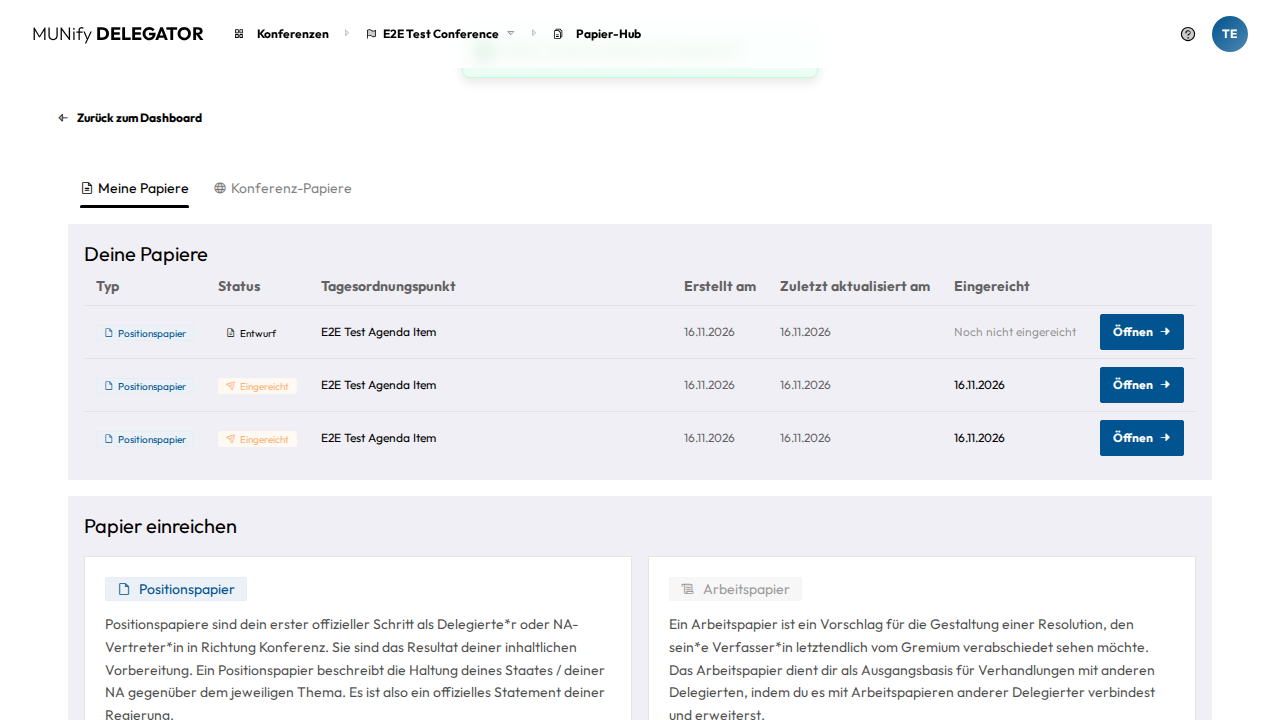 MUNify DELEGATOR
Konferenzen
E2E Test Conference
Papier-Hub
TE
Zurück zum Dashboard
Meine Papiere
Konferenz-Papiere
Deine Papiere
Typ Status Tagesordnungspunkt Erstellt am Zuletzt aktualisiert am Eingereicht
Positionspapier Entwurf E2E Test Agenda Item 16.11.2026 16.11.2026 Noch nicht eingereicht Öffnen
Positionspapier Eingereicht E2E Test Agenda Item 16.11.2026 16.11.2026 16.11.2026 Öffnen
Positionspapier Eingereicht E2E Test Agenda Item 16.11.2026 16.11.2026 16.11.2026 Öffnen
Papier einreichen
Positionspapier
Positionspapiere sind dein erster offizieller Schritt als Delegierte*r oder NA-
Vertreter*in in Richtung Konferenz. Sie sind das Resultat deiner inhaltlichen
Vorbereitung. Ein Positionspapier beschreibt die Haltung deines Staates / deiner
NA gegenüber dem jeweiligen Thema. Es ist also ein offizielles Statement deiner
Regierung.
Arbeitspapier
Ein Arbeitspapier ist ein Vorschlag für die Gestaltung einer Resolution, den
sein*e Verfasser*in letztendlich vom Gremium verabschiedet sehen möchte.
Das Arbeitspapier dient dir als Ausgangsbasis für Verhandlungen mit anderen
Delegierten, indem du es mit Arbeitspapieren anderer Delegierter verbindest
und erweiterst.